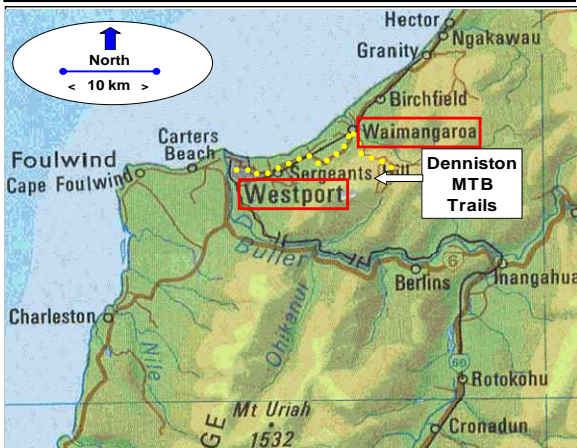 Hector
Ngakawau
North
Granity
< 10 km >
Birchfield
Waimangaroa
Carters
Beach
Foulwind
Cape Foulwind
Sergeants Hill
Denniston
MTB
Trails
Westport
Buller
6
Berlins
Inangahua
Charleston
Nile
Ohikanui
69
Rotokohu
GE
Mt Uriah
1532
Cronadun